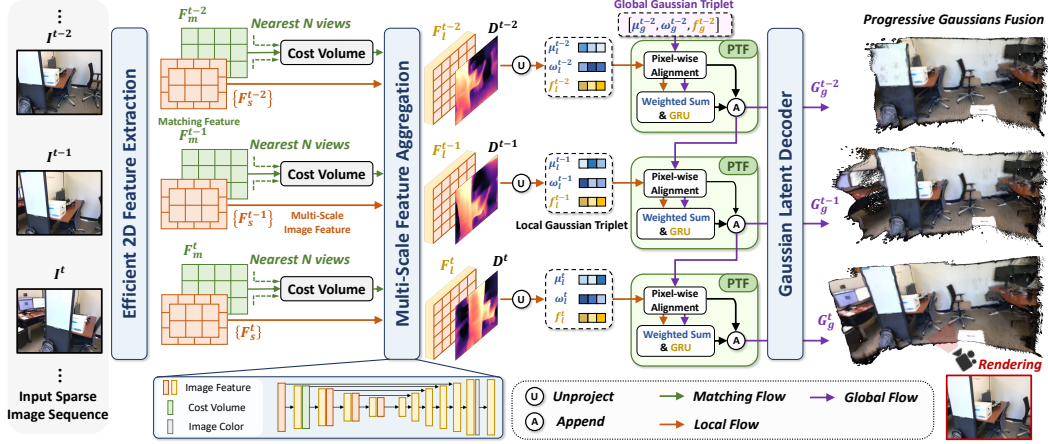 Input Sparse
Image Sequence
I^{t-2}
I^{t-1}
I^{t}
Efficient 2D Feature Extraction
F_m^{t-2}
Nearest N views
Cost Volume
{F_s^{t-2}}
Matching Feature
F_m^{t-1}
Nearest N views
Cost Volume
{F_s^{t-1}}
Multi-Scale
Image Feature
F_m^{t}
Nearest N views
Cost Volume
{F_s^{t}}
Multi-Scale Feature Aggregation
Image Feature
Cost Volume
Image Color
F_l^{t-2}
D^{t-2}
U
μ_l^{t-2}
ω_l^{t-2}
f_l^{t-2}
F_l^{t-1}
D^{t-1}
U
μ_l^{t-1}
ω_l^{t-1}
f_l^{t-1}
Local Gaussian Triplet
F_l^{t}
D^{t}
U
μ_l^{t}
ω_l^{t}
f_l^{t}
Global Gaussian Triplet
[μ_g^{t-2}, ω_g^{t-2}, f_g^{t-2}]
PTF
Pixel-wise
Alignment
Weighted Sum
& GRU
A
PTF
Pixel-wise
Alignment
Weighted Sum
& GRU
A
PTF
Pixel-wise
Alignment
Weighted Sum
& GRU
A
Gaussian Latent Decoder
G_g^{t-2}
G_g^{t-1}
G_g^{t}
Progressive Gaussians Fusion
Rendering
U Unproject
A Append
Matching Flow
Local Flow
Global Flow